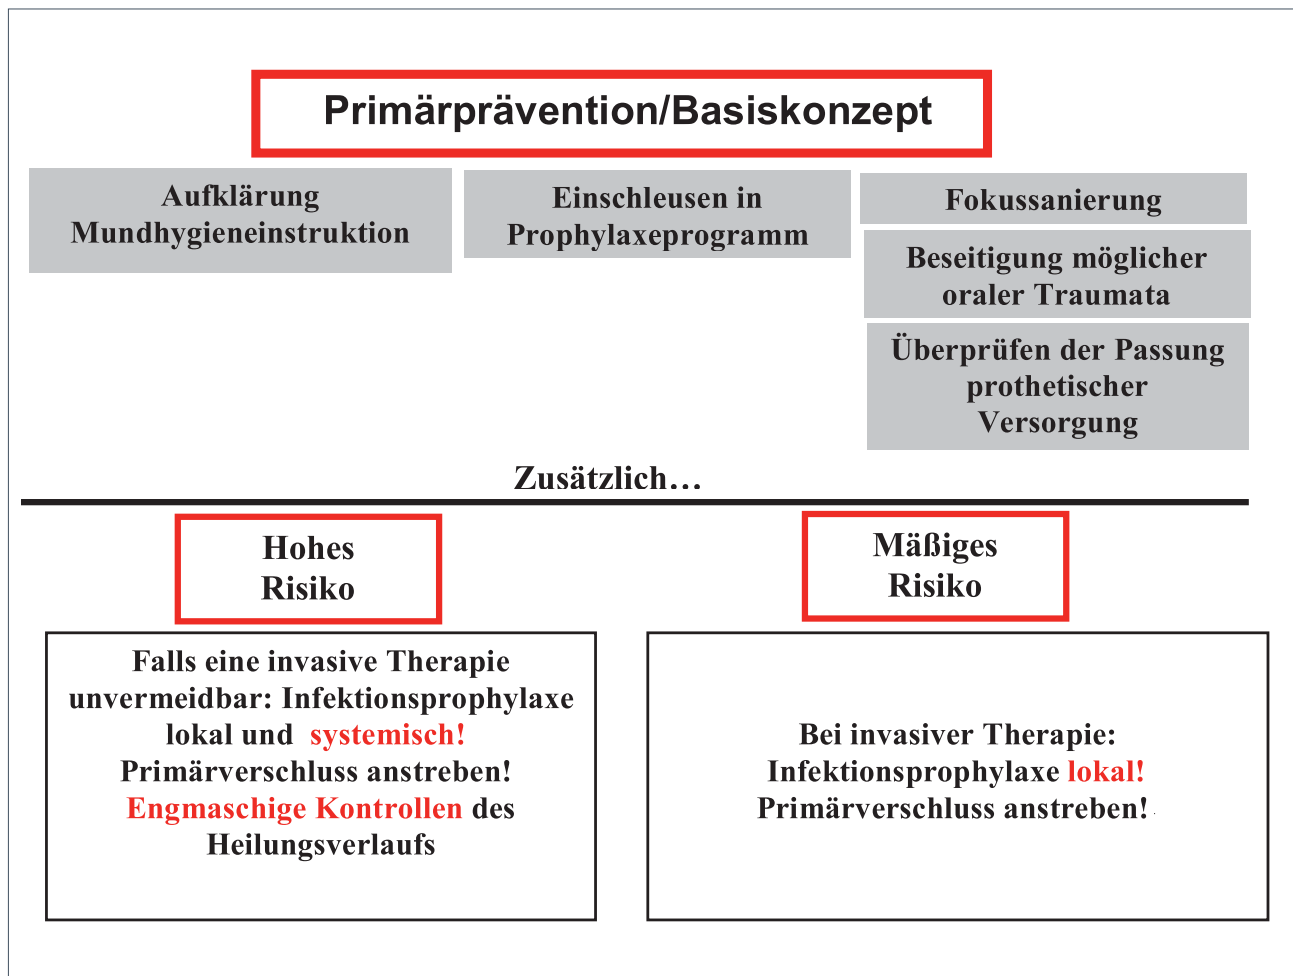 Primärprävention/Basiskonzept
Aufklärung
Mundhygieneinstruktion
Einschleusen in
Prophylaxeprogramm
Fokussanierung
Beseitigung möglicher
oraler Traumata
Überprüfen der Passung
prothetischer
Versorgung
Zusätzlich…
Hohes
Risiko
Mäßiges
Risiko
Falls eine invasive Therapie
unvermeidbar: Infektionsprophylaxe
lokal und systemisch!
Primärverschluss anstreben!
Engmaschige Kontrollen des
Heilungsverlaufs
Bei invasiver Therapie:
Infektionsprophylaxe lokal!
Primärverschluss anstreben!